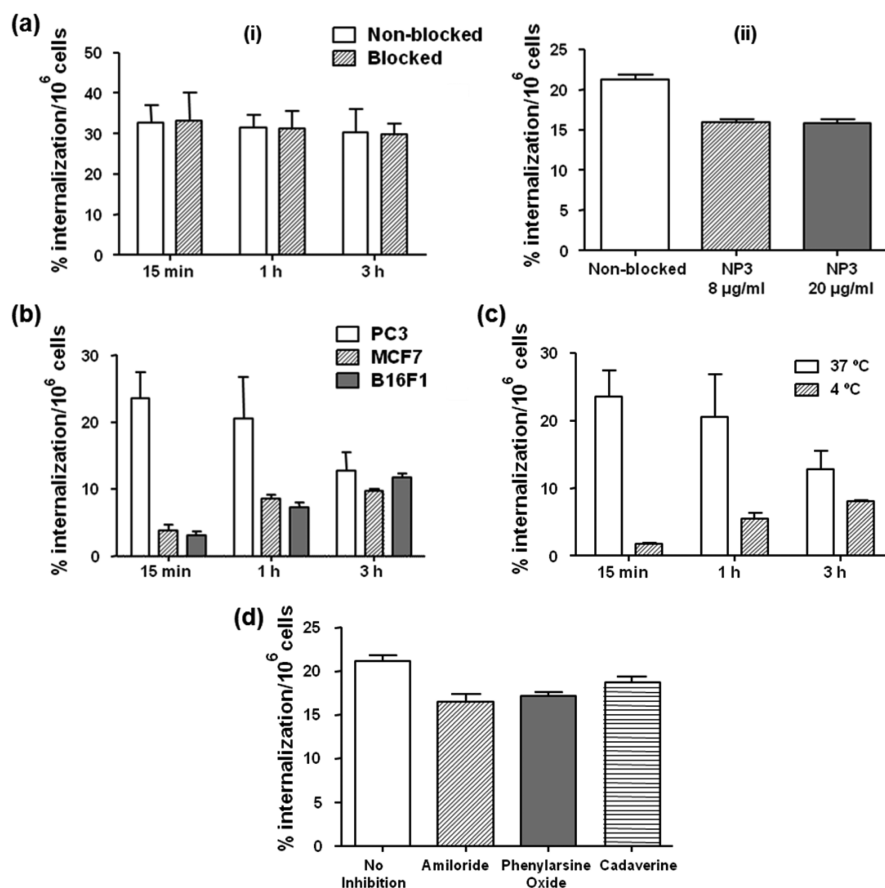 (a)
(i)
Non-blocked
Blocked
% internalization/10⁶ cells
50
40
30
20
10
0
15 min
1 h
3 h
(ii)
% internalization/10⁶ cells
25
20
15
10
5
0
Non-blocked
NP3
8 µg/ml
NP3
20 µg/ml
(b)
PC3
MCF7
B16F1
% internalization/10⁶ cells
30
20
10
0
15 min
1 h
3 h
(c)
37 °C
4 °C
% internalization/10⁶ cells
30
20
10
0
15 min
1 h
3 h
(d)
% internalization/10⁶ cells
25
20
15
10
5
0
No
Inhibition
Amiloride
Phenylarsine
Oxide
Cadaverine